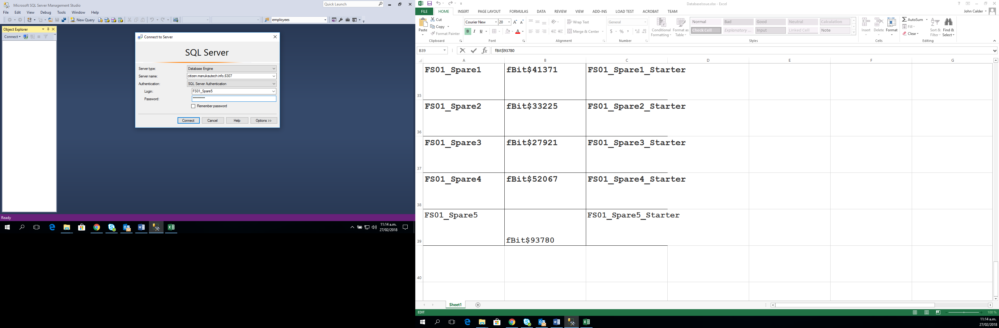 Microsoft SQL Server Management Studio
Quick Launch
File Edit View Debug Tools Window Help
New Query
employees
Object Explorer
Connect
Connect to Server
SQL Server
Server type: Database Engine
Server name: citizen.manukautech.info,6307
Authentication: SQL Server Authentication
Login: FS01_Spare5
Password: **********
Remember password
Connect Cancel Help Options >>
Ready
11:14 a.m.
27/02/2018
DatabaseIssue.xlsx - Excel
FILE HOME INSERT PAGE LAYOUT FORMULAS DATA REVIEW VIEW ADD-INS LOAD TEST ACROBAT TEAM
John Calder
Paste
Cut
Copy
Format Painter
Clipboard
Courier New 20
B I U
Font
Wrap Text
Merge & Center
Alignment
General
$ % ,
Number
Conditional Formatting
Format as Table
Normal Bad Good Neutral Calculation
Check Cell Explanatory ... Input Linked Cell Note
Styles
Insert Delete Format
Cells
AutoSum
Fill
Clear
Sort & Filter
Find & Select
Editing
B39 fx fBit$93780
A B C D E F G
FS01_Spare1 fBit$41371 FS01_Spare1_Starter
35
FS01_Spare2 fBit$33225 FS01_Spare2_Starter
36
FS01_Spare3 fBit$27921 FS01_Spare3_Starter
37
FS01_Spare4 fBit$52067 FS01_Spare4_Starter
38
FS01_Spare5 FS01_Spare5_Starter
39 fBit$93780
40
Sheet1
EDIT
100 %
11:14 a.m.
27/02/2018